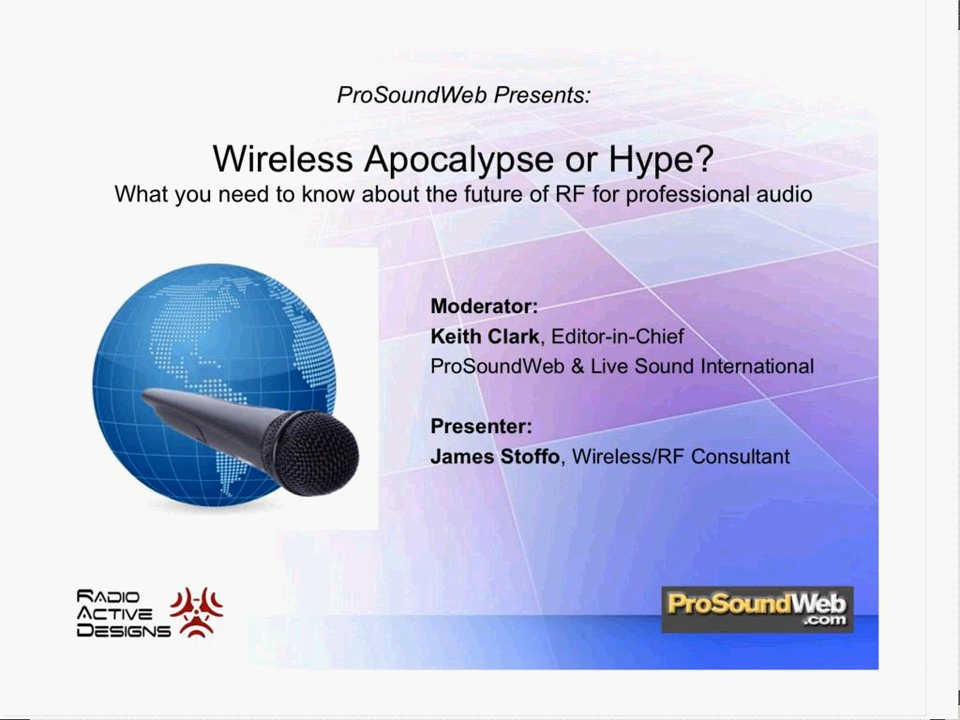 ProSoundWeb Presents:
Wireless Apocalypse or Hype?
What you need to know about the future of RF for professional audio
Moderator:
Keith Clark, Editor-in-Chief
ProSoundWeb & Live Sound International
Presenter:
James Stoffo, Wireless/RF Consultant
RADIO
ACTIVE
DESIGNS
ProSoundWeb
.com